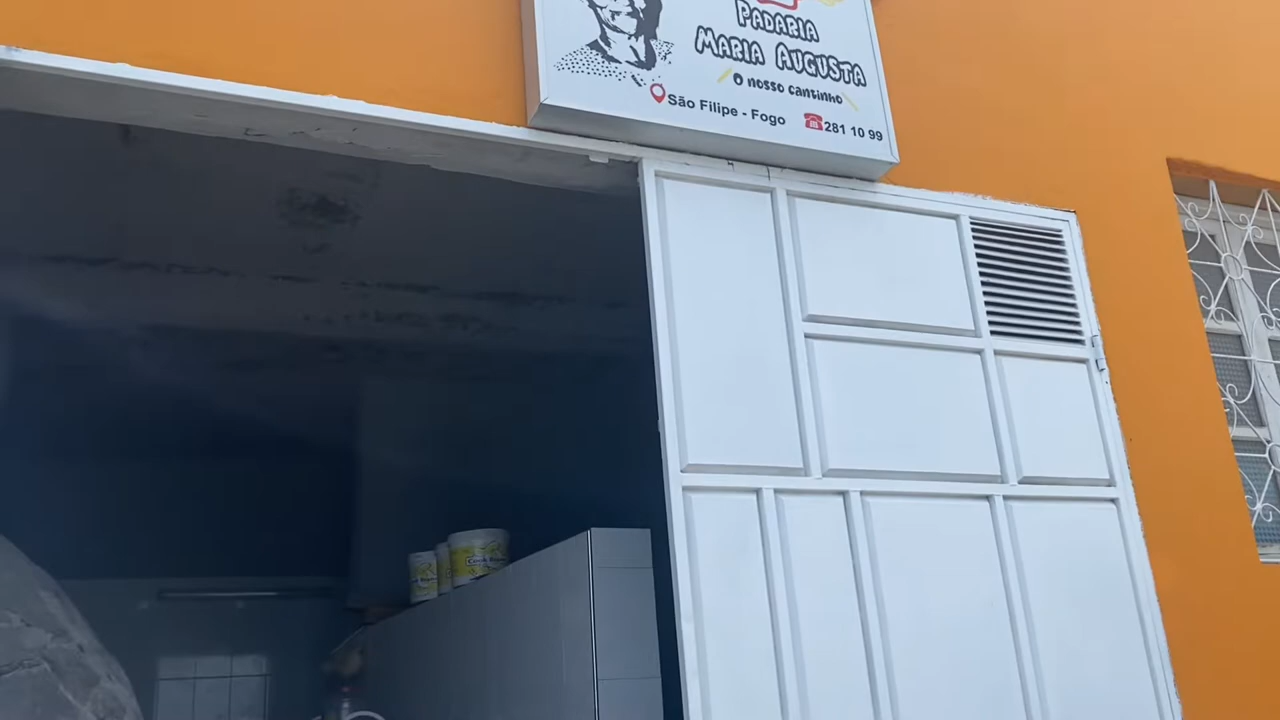 PADARIA
MARIA AUGUSTA
O nosso cantinho
São Filipe - Fogo
281 10 99